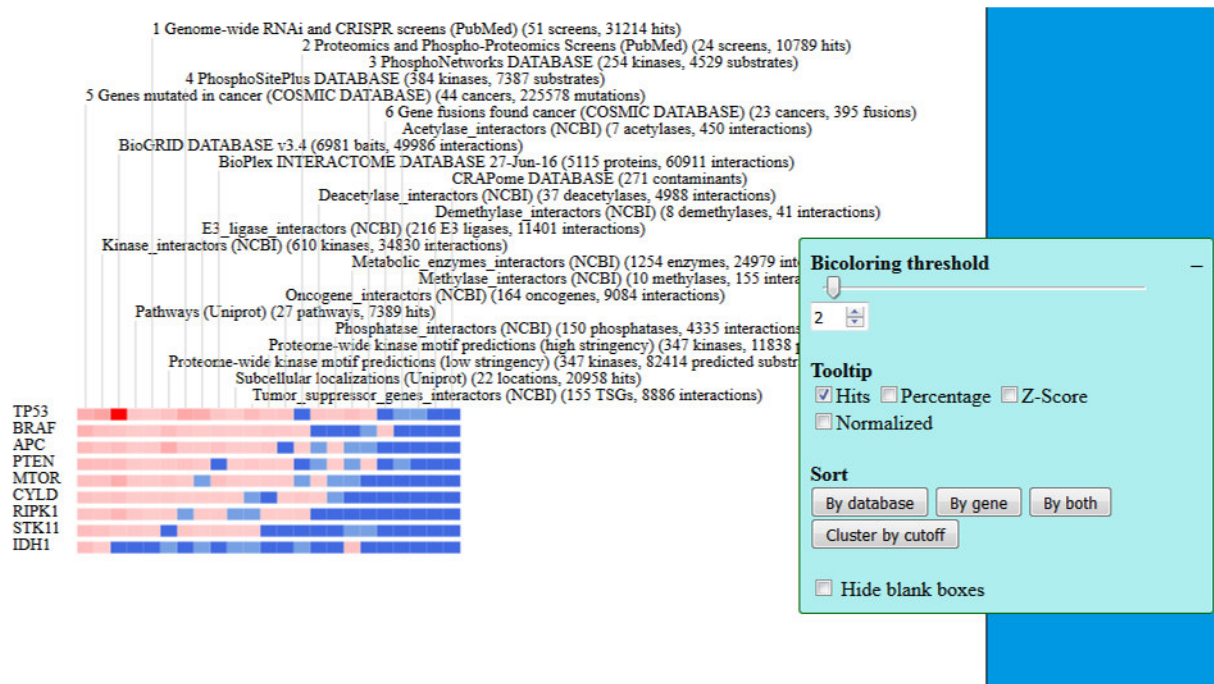 1 Genome-wide RNAi and CRISPR screens (PubMed) (51 screens, 31214 hits)
2 Proteomics and Phospho-Proteomics Screens (PubMed) (24 screens, 10789 hits)
3 PhosphoNetworks DATABASE (254 kinases, 4529 substrates)
4 PhosphoSitePlus DATABASE (384 kinases, 7387 substrates)
5 Genes mutated in cancer (COSMIC DATABASE) (44 cancers, 225578 mutations)
6 Gene fusions found cancer (COSMIC DATABASE) (23 cancers, 395 fusions)
Acetylase_interactors (NCBI) (7 acetylases, 450 interactions)
BioGRID DATABASE v3.4 (6981 baits, 49986 interactions)
BioPlex INTERACTOME DATABASE 27-Jun-16 (5115 proteins, 60911 interactions)
CRAPome DATABASE (271 contaminants)
Deacetylase_interactors (NCBI) (37 deacetylases, 4988 interactions)
Demethylase_interactors (NCBI) (8 demethylases, 41 interactions)
E3_ligase_interactors (NCBI) (216 E3 ligases, 11401 interactions)
Kinase_interactors (NCBI) (610 kinases, 34830 interactions)
Metabolic_enzymes_interactors (NCBI) (1254 enzymes, 24979 int
Methylase_interactors (NCBI) (10 methylases, 155 intera
Oncogene_interactors (NCBI) (164 oncogenes, 9084 interactions)
Pathways (Uniprot) (27 pathways, 7389 hits)
Phosphatase_interactors (NCBI) (150 phosphatases, 4335 interactions
Proteome-wide kinase motif predictions (high stringency) (347 kinases, 11838 p
Proteome-wide kinase motif predictions (low stringency) (347 kinases, 82414 predicted substr
Subcellular localizations (Uniprot) (22 locations, 20958 hits)
Tumor_suppressor_genes_interactors (NCBI) (155 TSGs, 8886 interactions)
TP53
BRAF
APC
PTEN
MTOR
CYLD
RIPK1
STK11
IDH1
Bicoloring threshold –
2
Tooltip
Hits Percentage Z-Score
Normalized
Sort
By database By gene By both
Cluster by cutoff
Hide blank boxes